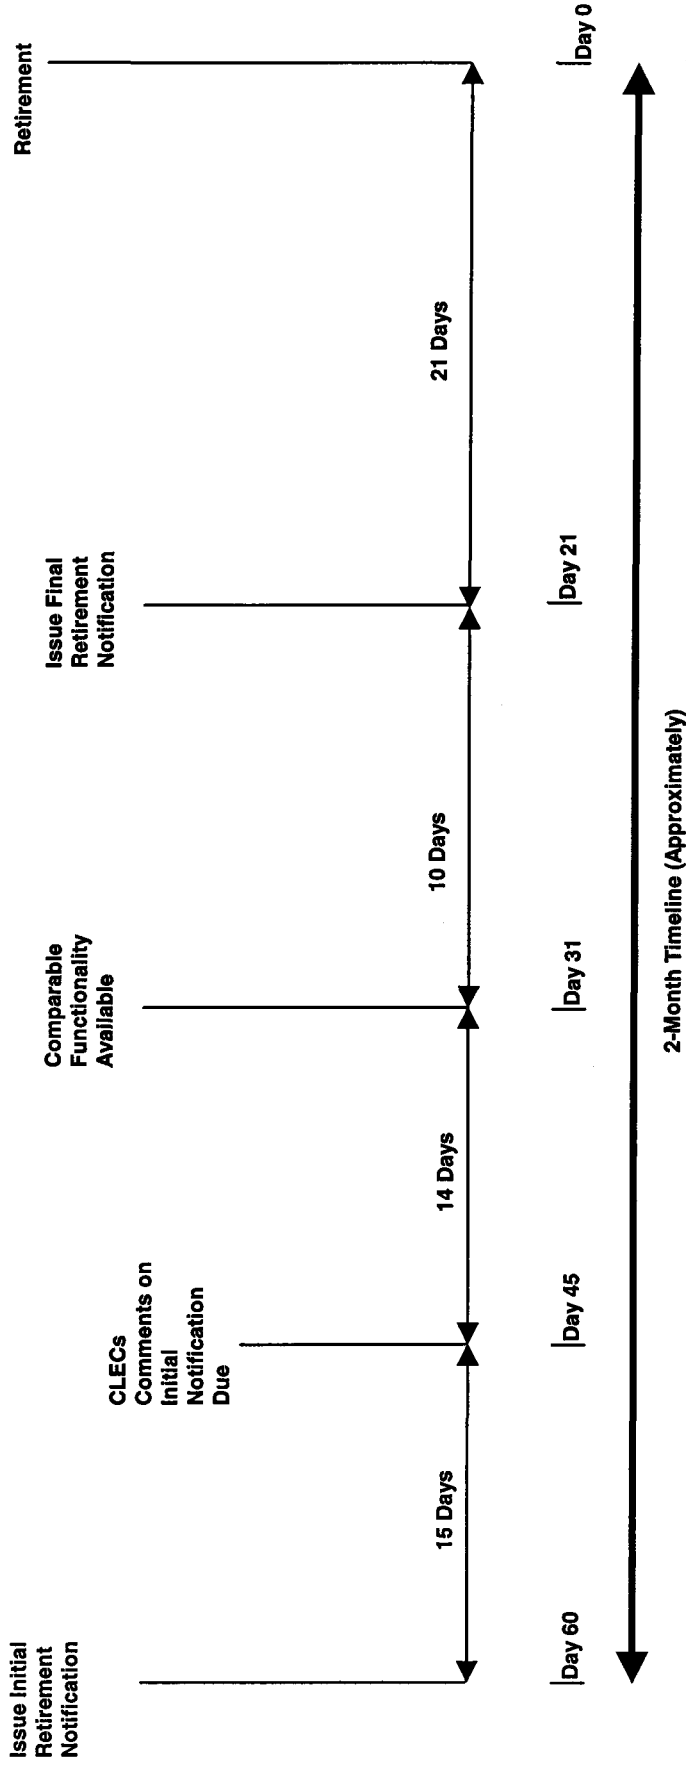 Issue Initial
Retirement
Notification
CLECs
Comments on
Initial
Notification
Due
Comparable
Functionality
Available
Issue Final
Retirement
Notification
Retirement
15 Days
14 Days
10 Days
21 Days
Day 60
Day 45
Day 31
Day 21
Day 0
2-Month Timeline (Approximately)